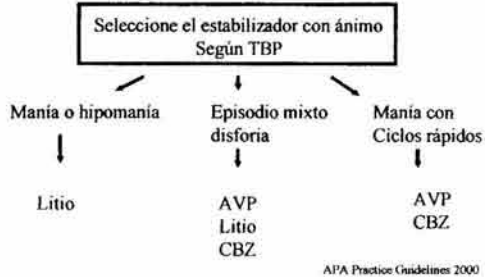 Seleccione el estabilizador con ánimo
Según TBP
Manía o hipomanía
Episodio mixto
disforia
Manía con
Ciclos rápidos
Litio
AVP
Litio
CBZ
AVP
CBZ
APA Practice Guidelines 2000